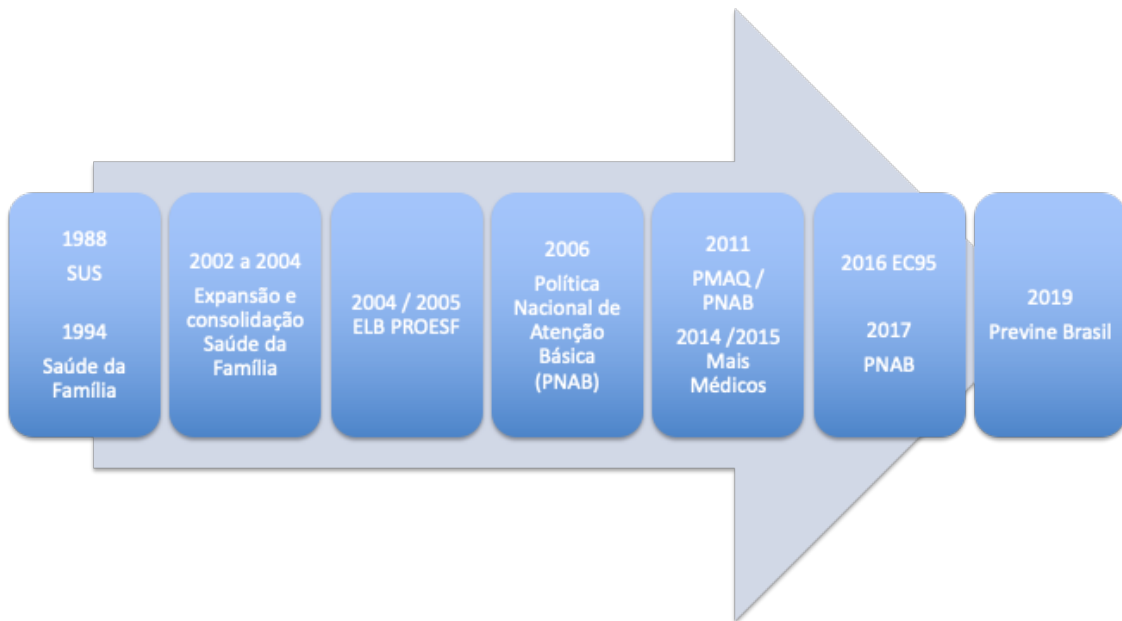 1988
SUS
1994
Saúde da
Família
2002 a 2004
Expansão e
consolidação
Saúde da
Família
2004 / 2005
ELB PROESF
2006
Política
Nacional de
Atenção
Básica
(PNAB)
2011
PMAQ /
PNAB
2014 /2015
Mais
Médicos
2016 EC95
2017
PNAB
2019
Previne Brasil